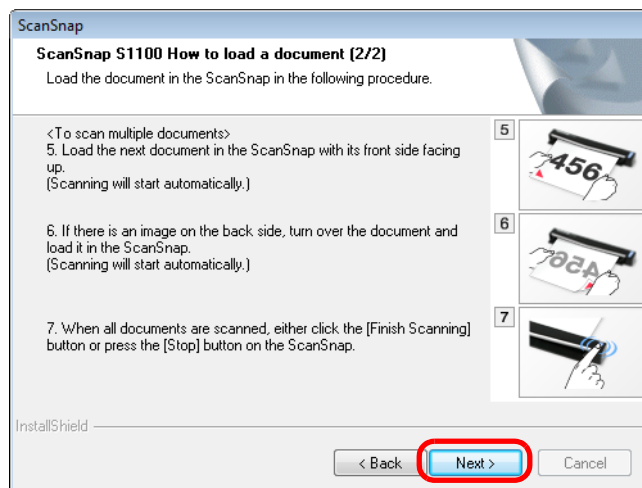 ScanSnap
ScanSnap S1100 How to load a document (2/2)
Load the document in the ScanSnap in the following procedure.
<To scan multiple documents>
5. Load the next document in the ScanSnap with its front side facing
up.
(Scanning will start automatically.)
5
456
6. If there is an image on the back side, turn over the document and
load it in the ScanSnap.
(Scanning will start automatically.)
6
456
7. When all documents are scanned, either click the [Finish Scanning]
button or press the [Stop] button on the ScanSnap.
7
InstallShield
< Back
Next >
Cancel